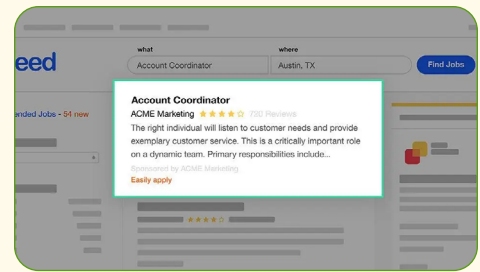 eed
what
where
Account Coordinator
Austin, TX
Find Jobs
ended Jobs - 54 new
Account Coordinator
ACME Marketing ★★★★☆ 730 Reviews
The right individual will listen to customer needs and provide
exemplary customer service. This is a critically important role
on a dynamic team. Primary responsibilities include...
Sponsored by ACME Marketing
Easily apply